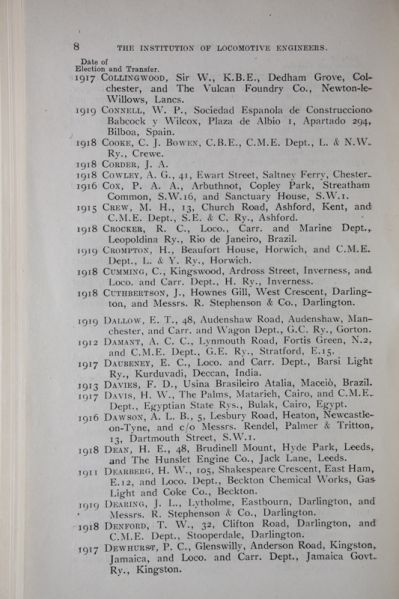 8 THE INSTITUTION OF LOCOMOTIVE ENGINEERS.
Date of
Election and Transfer.
1917 COLLINGWOOD, Sir W., K.B.E., Dedham Grove, Col-
chester, and The Vulcan Foundry Co., Newton-le-
Willows, Lancs.
1919 CONNELL, W. P., Sociedad Espanola de Construcciono
Babcock y Wilcox, Plaza de Albio 1, Apartado 294,
Bilboa, Spain.
1918 COOKE, C. J. BOWEN, C.B.E., C.M.E. Dept., L. & N.W.
Ry., Crewe.
1918 CORDER, J. A.
1918 COWLEY, A. G., 41, Ewart Street, Saltney Ferry, Chester.
1916 COX, P. A. A., Arbuthnot, Copley Park, Streatham
Common, S.W.16, and Sanctuary House, S.W.1.
1915 CREW, M. H., 13, Church Road, Ashford, Kent, and
C.M.E. Dept., S.E. & C. Ry., Ashford.
1918 CROCKER, R. C., Loco., Carr. and Marine Dept.,
Leopoldina Ry., Rio de Janeiro, Brazil.
1919 CROMPTON, H., Beaufort House, Horwich, and C.M.E.
Dept., L. & Y. Ry., Horwich.
1918 CUMMING, C., Kingswood, Ardross Street, Inverness, and
Loco. and Carr. Dept., H. Ry., Inverness.
1918 CUTHBERTSON, J., Hownes Gill, West Crescent, Darling-
ton, and Messrs. R. Stephenson & Co., Darlington.
1919 DALLOW, E. T., 48, Audenshaw Road, Audenshaw, Man-
chester, and Carr. and Wagon Dept., G.C. Ry., Gorton.
1912 DAMANT, A. C. C., Lynmouth Road, Fortis Green, N.2,
and C.M.E. Dept., G.E. Ry., Stratford, E.15.
1917 DAUBENEY, E. C., Loco. and Carr. Dept., Barsi Light
Ry., Kurduvadi, Deccan, India.
1913 DAVIES, F. D., Usina Brasileiro Atalia, Maceiò, Brazil.
1917 DAVIS, H. W., The Palms, Matarieh, Cairo, and C.M.E.
Dept., Egyptian State Rys., Bulak, Cairo, Egypt.
1916 DAWSON, A. L. B., 5, Lesbury Road, Heaton, Newcastle-
on-Tyne, and c/o Messrs. Rendel, Palmer & Tritton,
13, Dartmouth Street, S.W.1.
1918 DEAN, H., 48, Brudinell Mount, Hyde Park, Leeds,
and The Hunslet Engine Co., Jack Lane, Leeds.
1911 DEARBERG, H. W., 105, Shakespeare Crescent, East Ham,
E.12, and Loco. Dept., Beckton Chemical Works, Gas
Light and Coke Co., Beckton.
1919 DEARING, J. L., Lytholme, Eastbourn, Darlington, and
Messrs. R. Stephenson & Co., Darlington.
1918 DENFORD, T. W., 32, Clifton Road, Darlington, and
C.M.E. Dept., Stooperdale, Darlington.
1917 DEWHURST, P. C., Glenswilly, Anderson Road, Kingston,
Jamaica, and Loco. and Carr. Dept., Jamaica Govt.
Ry., Kingston.